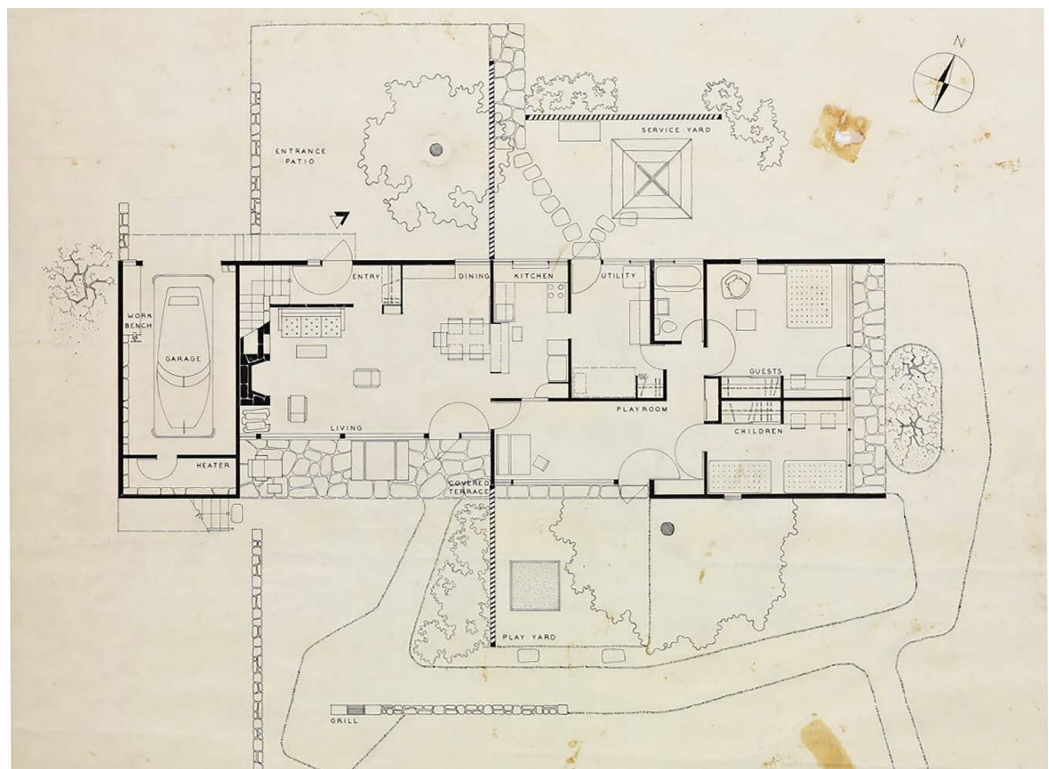 N
SERVICE YARD
ENTRANCE
PATIO
ENTRY
DINING
KITCHEN
UTILITY
WORK
BENCH
GARAGE
GUESTS
PLAYROOM
LIVING
CHILDREN
HEATER
COVERED
TERRACE
PLAY YARD
GRILL